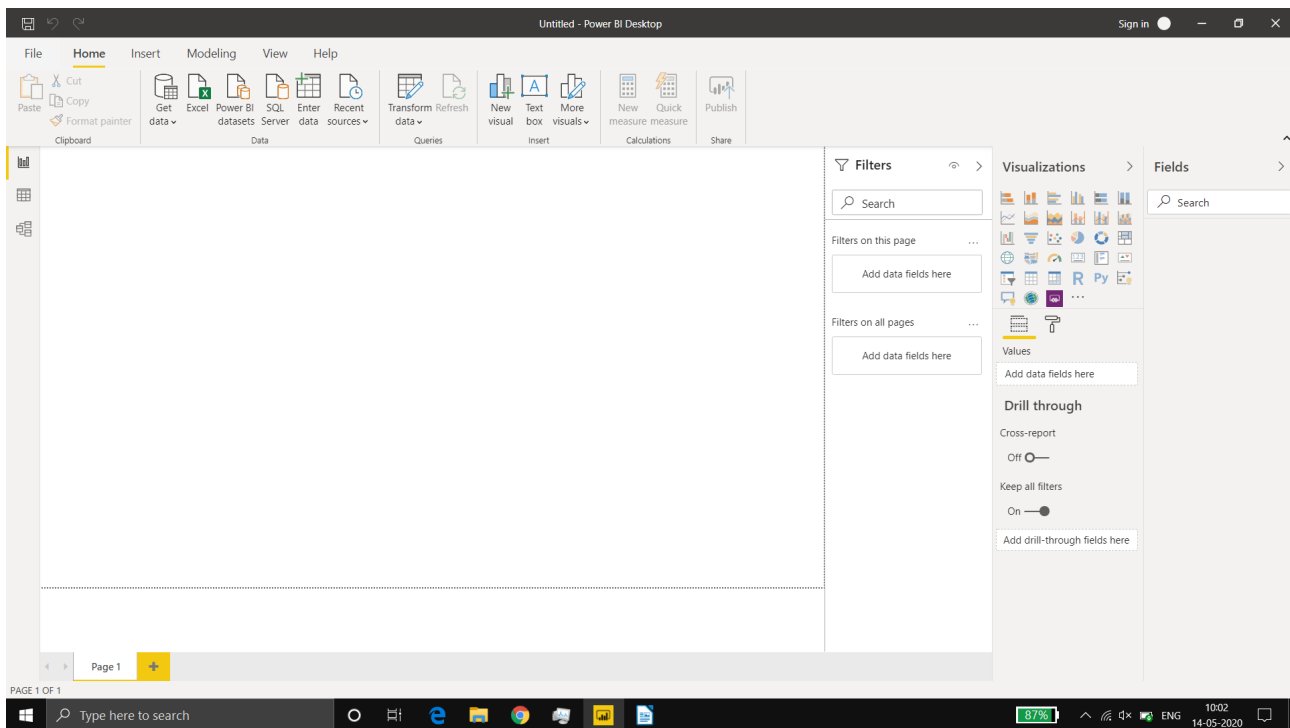 Untitled - Power BI Desktop
Sign in
File Home Insert Modeling View Help
Paste
Cut
Copy
Format painter
Clipboard
Get data
Excel
Power BI datasets
SQL Server
Enter data
Recent sources
Data
Transform data
Refresh
Queries
New visual
Text box
More visuals
Insert
New measure
Quick measure
Calculations
Publish
Share
Filters
Search
Filters on this page ...
Add data fields here
Filters on all pages ...
Add data fields here
Visualizations
R Py
...
Values
Add data fields here
Drill through
Cross-report
Off
Keep all filters
On
Add drill-through fields here
Fields
Search
Page 1
PAGE 1 OF 1
Type here to search
87%
ENG
10:02
14-05-2020